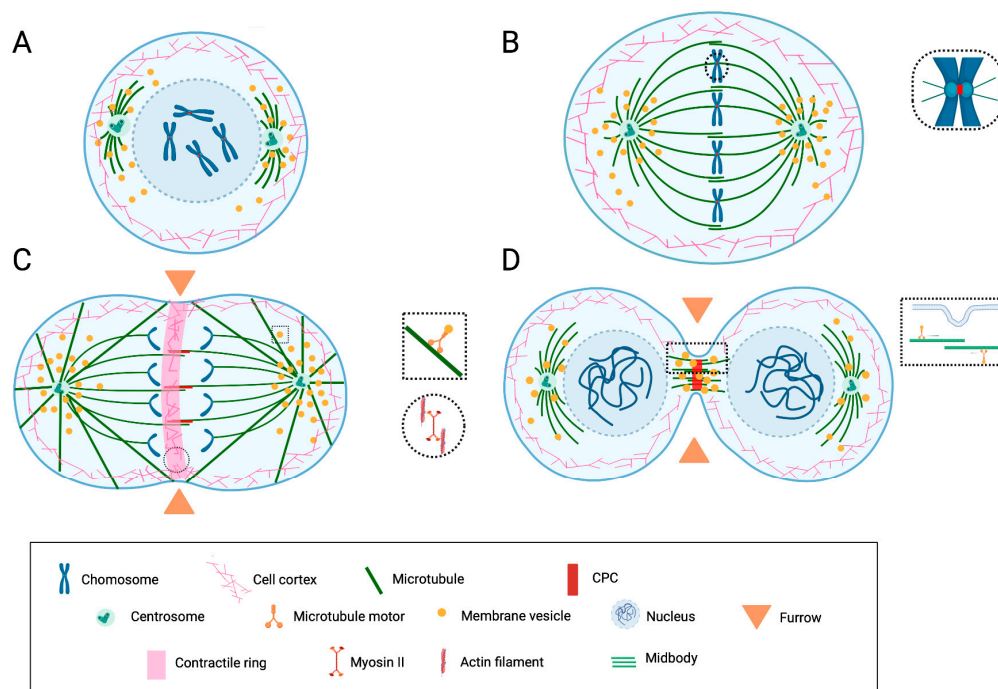 A
B
C
D
Chomosome
Cell cortex
Microtubule
CPC
Centrosome
Microtubule motor
Membrane vesicle
Nucleus
Furrow
Contractile ring
Myosin II
Actin filament
Midbody